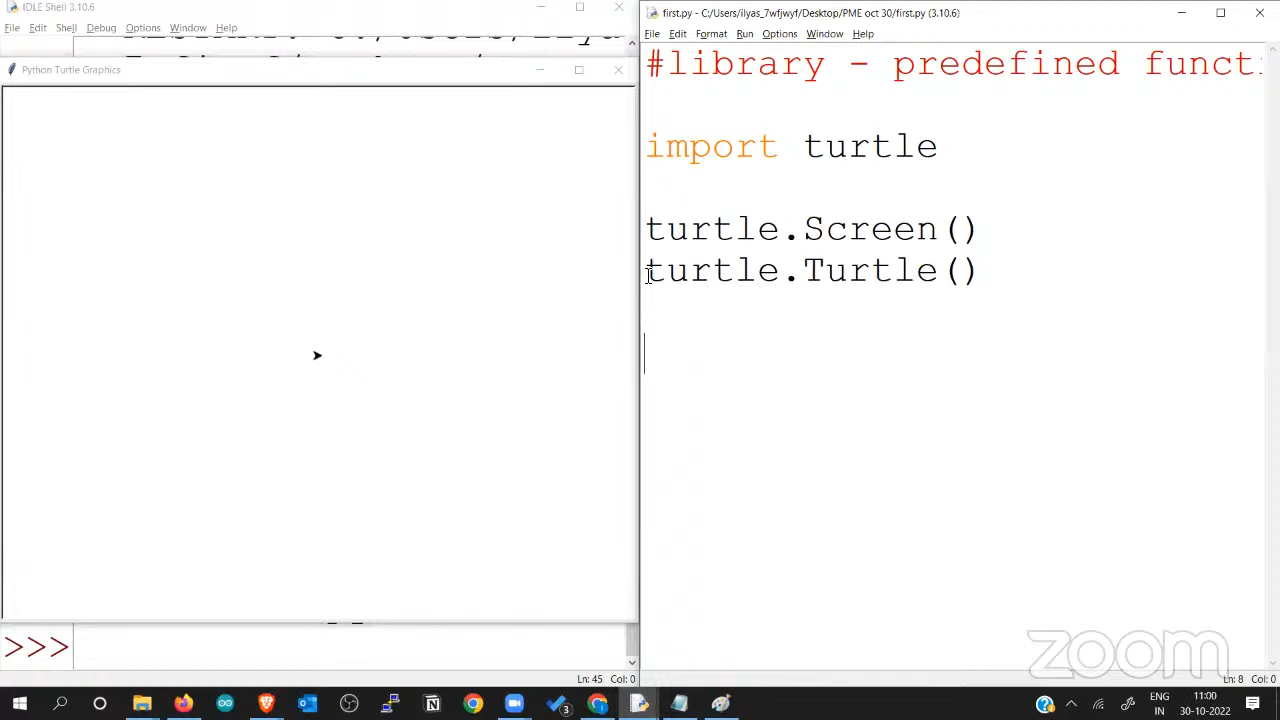 IDLE Shell 3.10.6
File Edit Shell Debug Options Window Help
Python Turtle Graphics
>>>
Ln: 45 Col: 0
first.py - C:/Users/ilyas_7wfjwyf/Desktop/PME oct 30/first.py (3.10.6)
File Edit Format Run Options Window Help
#library - predefined functi
import turtle
turtle.Screen()
turtle.Turtle()
zoom
Ln: 8 Col: 0
3
ENG
IN
11:00
30-10-2022